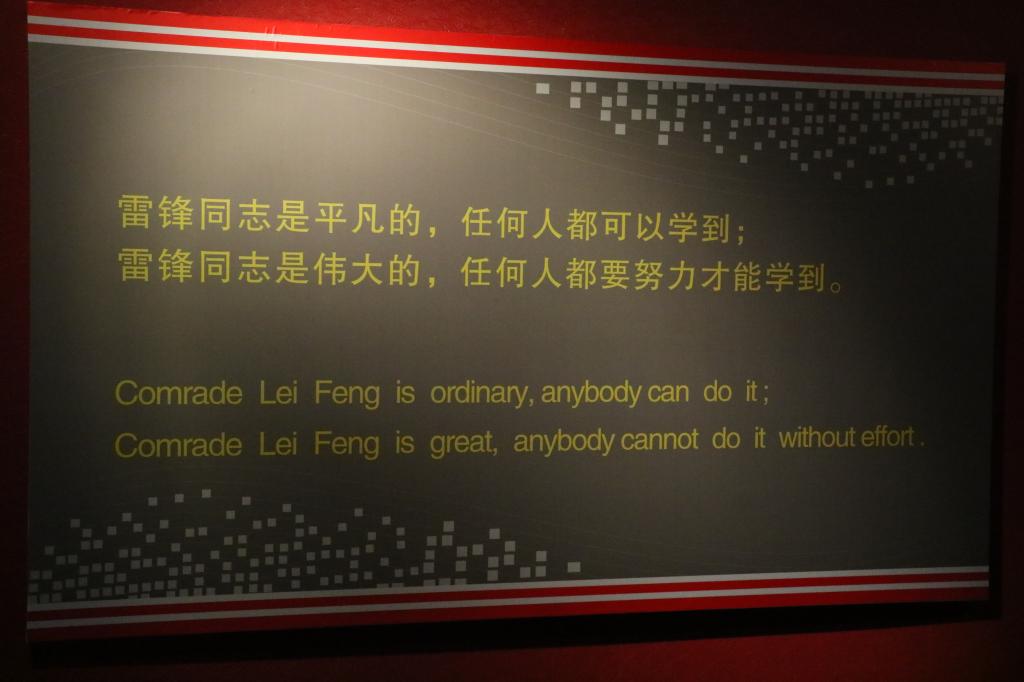 雷锋同志是平凡的，任何人都可以学到；
雷锋同志是伟大的，任何人都要努力才能学到。
Comrade Lei Feng is ordinary, anybody can do it ;
Comrade Lei Feng is great, anybody cannot do it without effort .